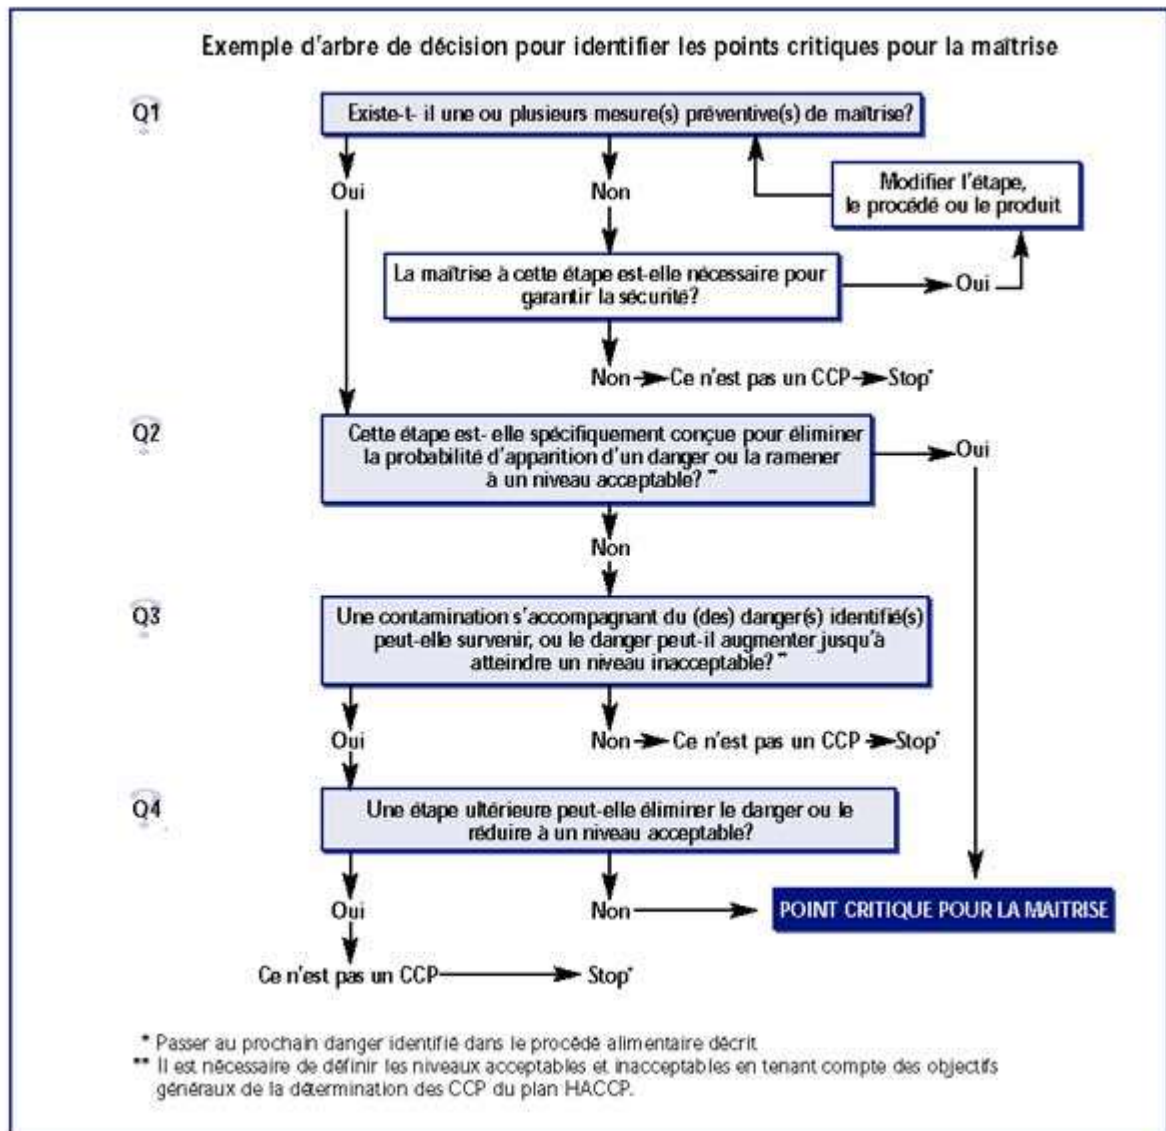 Exemple d'arbre de décision pour identifier les points critiques pour la maîtrise
Q1
Existe-t- il une ou plusieurs mesure(s) préventive(s) de maîtrise?
Oui
Non
Modifier l'étape,
le procédé ou le produit
La maîtrise à cette étape est-elle nécessaire pour
garantir la sécurité?
Oui
Non
Ce n'est pas un CCP
Stop*
Q2
Cette étape est- elle spécifiquement conçue pour éliminer
la probabilité d'apparition d'un danger ou la ramener
à un niveau acceptable? **
Oui
Non
Q3
Une contamination s'accompagnant du (des) danger(s) identifié(s)
peut-elle survenir, ou le danger peut-il augmenter jusqu'à
atteindre un niveau inacceptable? **
Oui
Non
Ce n'est pas un CCP
Stop*
Q4
Une étape ultérieure peut-elle éliminer le danger ou le
réduire à un niveau acceptable?
Oui
Non
POINT CRITIQUE POUR LA MAITRISE
Ce n'est pas un CCP
Stop*
* Passer au prochain danger identifié dans le procédé alimentaire décrit
** Il est nécessaire de définir les niveaux acceptables et inacceptables en tenant compte des objectifs
généraux de la détermination des CCP du plan HACCP.